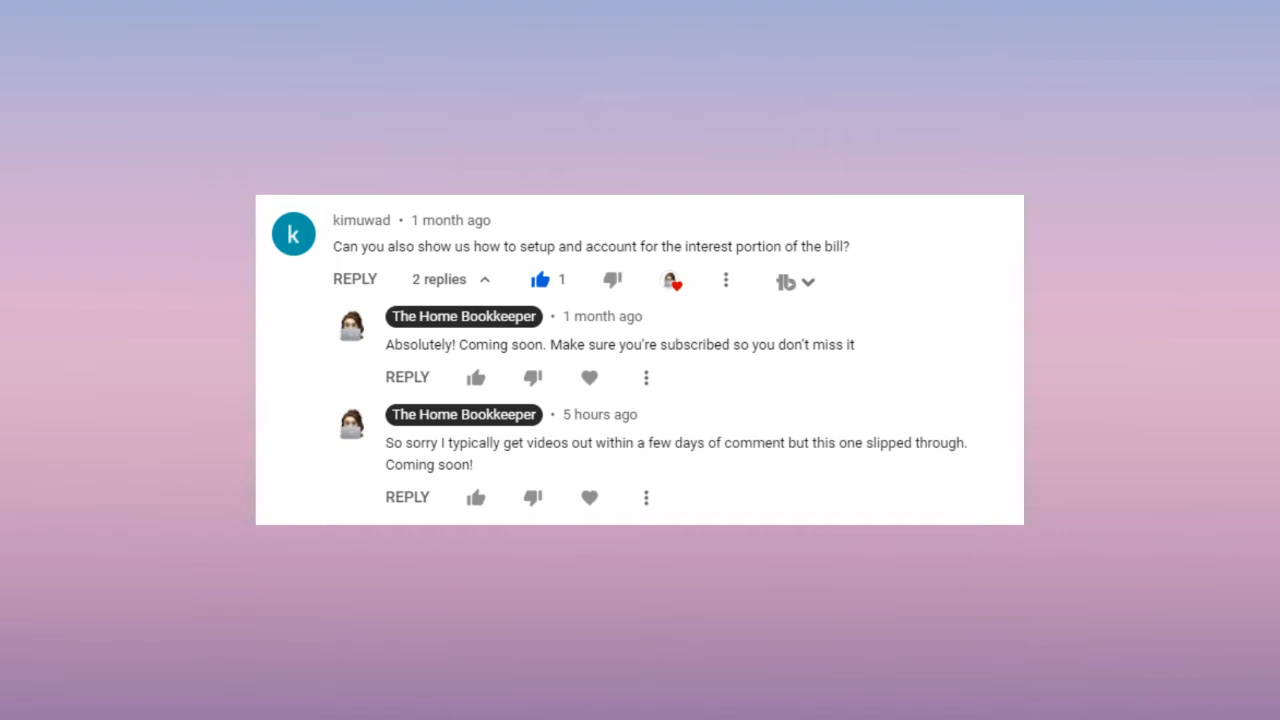 k
kimuwad • 1 month ago
Can you also show us how to setup and account for the interest portion of the bill?
REPLY 2 replies 1
The Home Bookkeeper • 1 month ago
Absolutely! Coming soon. Make sure you’re subscribed so you don’t miss it
REPLY
The Home Bookkeeper • 5 hours ago
So sorry I typically get videos out within a few days of comment but this one slipped through.
Coming soon!
REPLY